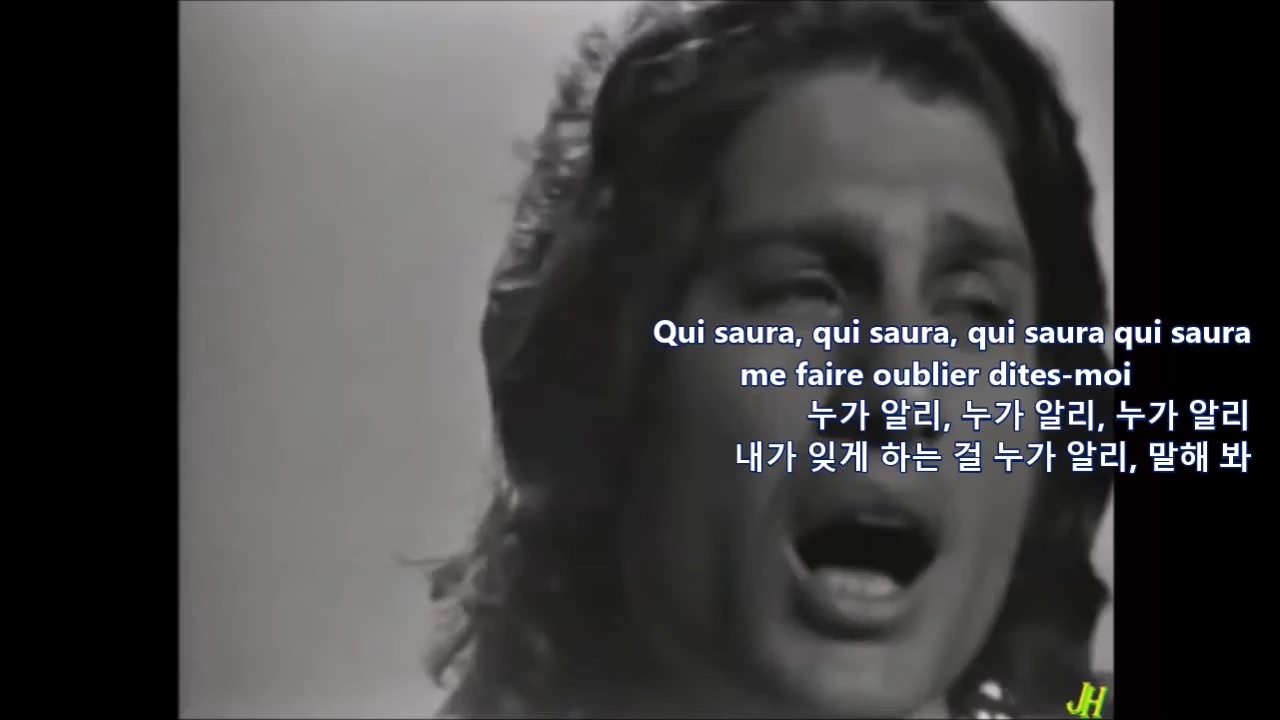 Qui saura, qui saura, qui saura qui saura
me faire oublier dites-moi
누가 알리, 누가 알리, 누가 알리
내가 잊게 하는 걸 누가 알리, 말해 봐
JH